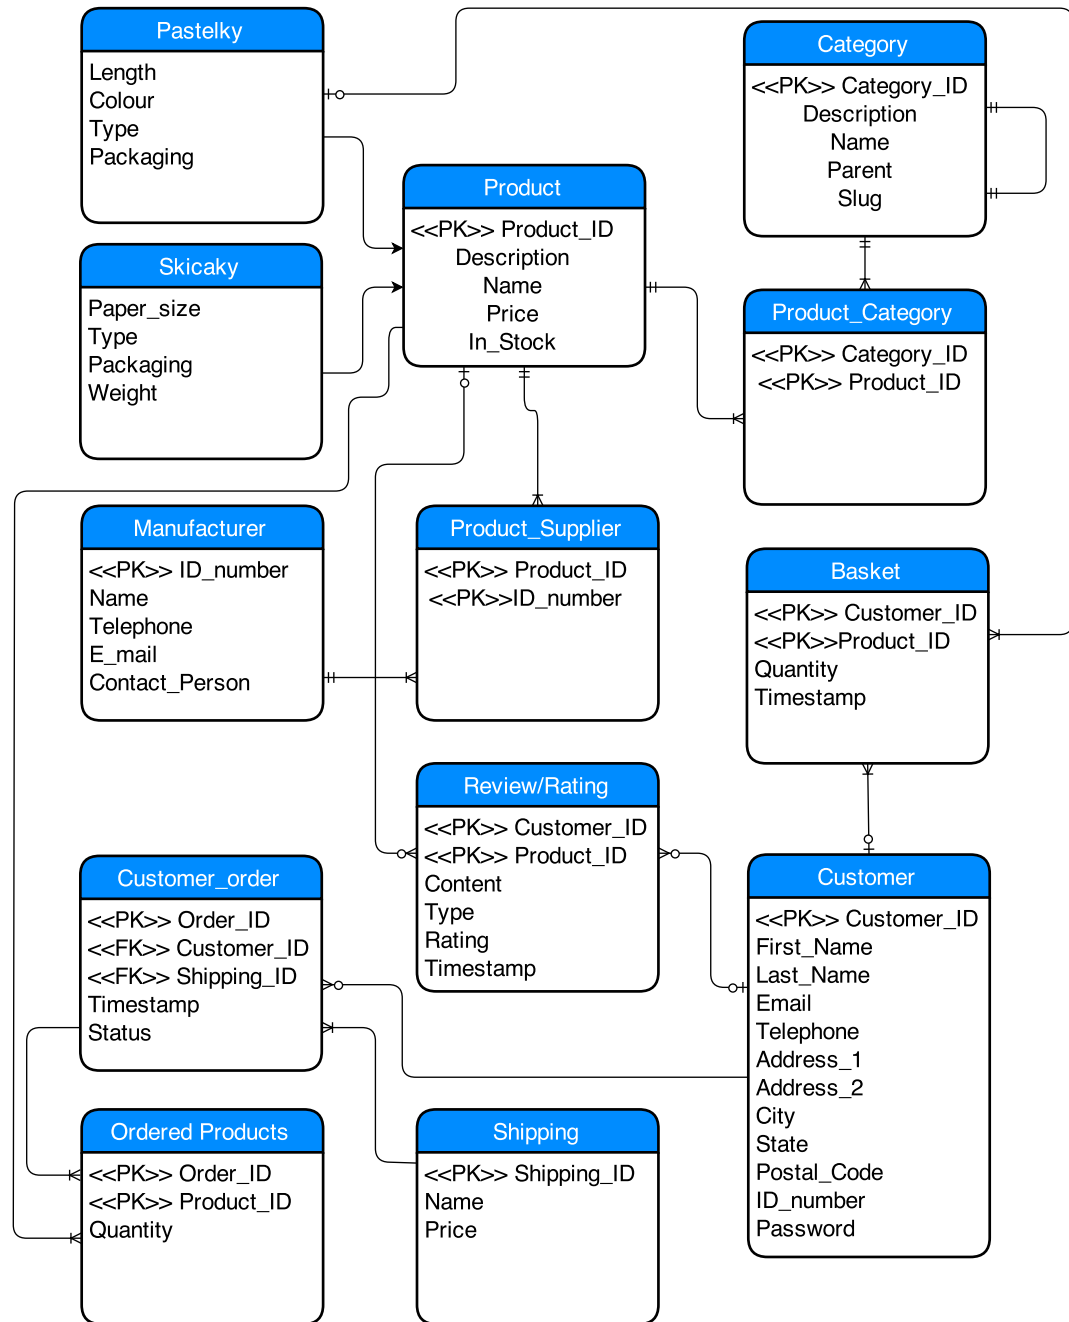 Pastelky
Length
Colour
Type
Packaging
Category
<<PK>> Category_ID
Description
Name
Parent
Slug
Product
<<PK>> Product_ID
Description
Name
Price
In_Stock
Skicaky
Paper_size
Type
Packaging
Weight
Product_Category
<<PK>> Category_ID
<<PK>> Product_ID
Manufacturer
<<PK>> ID_number
Name
Telephone
E_mail
Contact_Person
Product_Supplier
<<PK>> Product_ID
<<PK>>ID_number
Basket
<<PK>> Customer_ID
<<PK>>Product_ID
Quantity
Timestamp
Review/Rating
<<PK>> Customer_ID
<<PK>> Product_ID
Content
Type
Rating
Timestamp
Customer_order
<<PK>> Order_ID
<<FK>> Customer_ID
<<FK>> Shipping_ID
Timestamp
Status
Customer
<<PK>> Customer_ID
First_Name
Last_Name
Email
Telephone
Address_1
Address_2
City
State
Postal_Code
ID_number
Password
Ordered Products
<<PK>> Order_ID
<<PK>> Product_ID
Quantity
Shipping
<<PK>> Shipping_ID
Name
Price